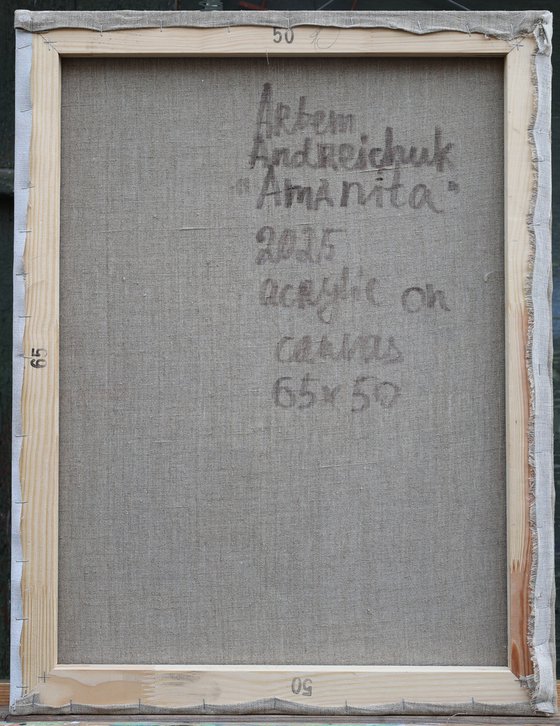 50
Artem
Andreichuk
"Amanita"
2025
acrylic on
canvas
65x50
65
50